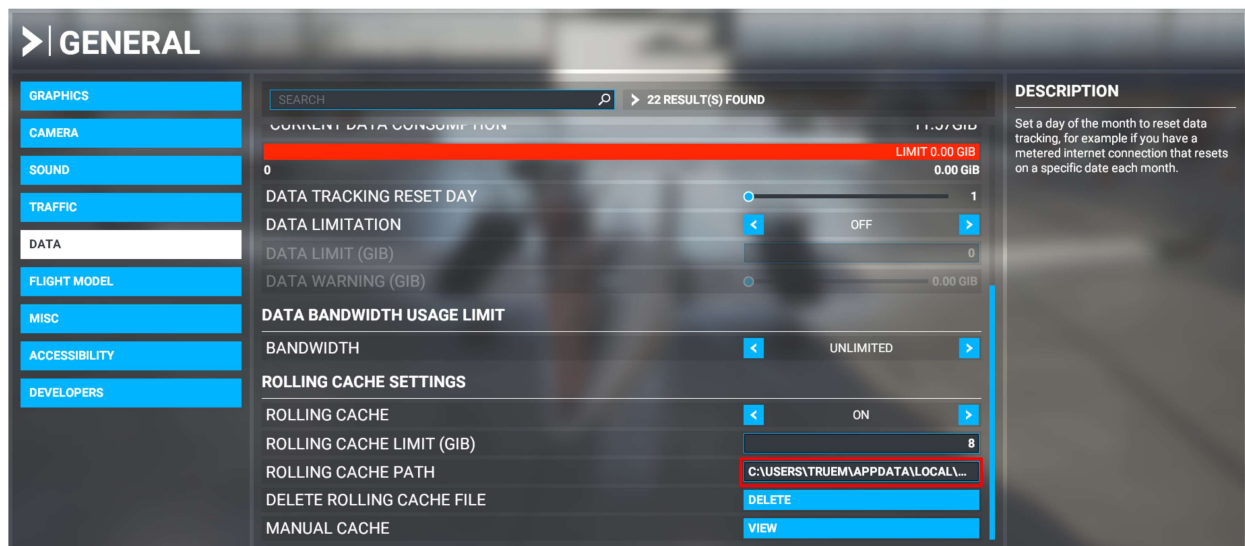 GENERAL
GRAPHICS
CAMERA
SOUND
TRAFFIC
DATA
FLIGHT MODEL
MISC
ACCESSIBILITY
DEVELOPERS
SEARCH
22 RESULT(S) FOUND
CURRENT DATA CONSUMPTION 11.57GIB
LIMIT 0.00 GIB
0 0.00 GiB
DATA TRACKING RESET DAY 1
DATA LIMITATION OFF
DATA LIMIT (GIB) 0
DATA WARNING (GIB) 0.00 GIB
DATA BANDWIDTH USAGE LIMIT
BANDWIDTH UNLIMITED
ROLLING CACHE SETTINGS
ROLLING CACHE ON
ROLLING CACHE LIMIT (GIB) 8
ROLLING CACHE PATH C:\USERS\TRUEM\APPDATA\LOCAL\...
DELETE ROLLING CACHE FILE DELETE
MANUAL CACHE VIEW
DESCRIPTION
Set a day of the month to reset data
tracking, for example if you have a
metered internet connection that resets
on a specific date each month.